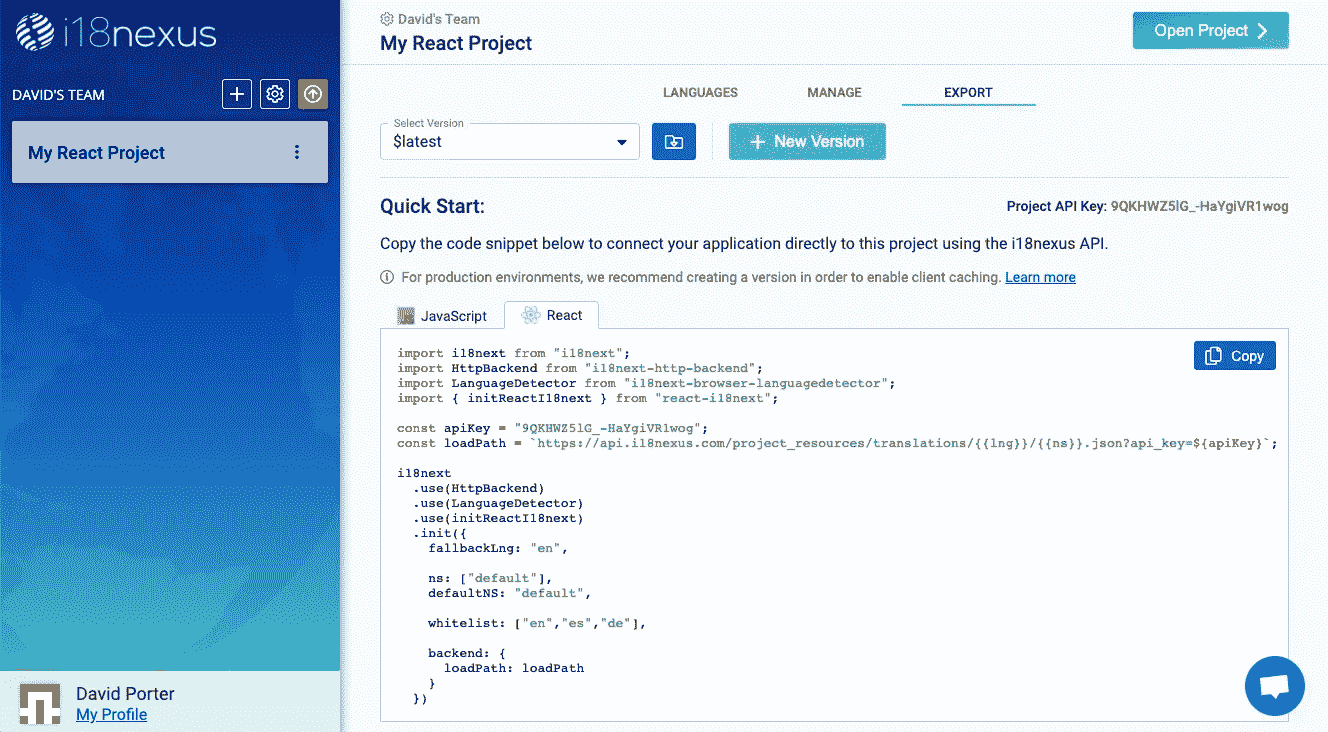 i18nexus
DAVID'S TEAM
My React Project
David Porter
My Profile
David's Team
My React Project
Open Project
LANGUAGES
MANAGE
EXPORT
Select Version
$latest
New Version
Quick Start:
Project API Key: 9QKHWZ5lG_-HaYgiVR1wog
Copy the code snippet below to connect your application directly to this project using the i18nexus API.
For production environments, we recommend creating a version in order to enable client caching. Learn more
JavaScript
React
Copy
import i18next from "i18next";
import HttpBackend from "i18next-http-backend";
import LanguageDetector from "i18next-browser-languagedetector";
import { initReactI18next } from "react-i18next";
const apiKey = "9QKHWZ5lG_-HaYgiVR1wog";
const loadPath = `https://api.i18nexus.com/project_resources/translations/{{lng}}/{{ns}}.json?api_key=${apiKey}`;
i18next
.use(HttpBackend)
.use(LanguageDetector)
.use(initReactI18next)
.init({
fallbackLng: "en",
ns: ["default"],
defaultNS: "default",
whitelist: ["en","es","de"],
backend: {
loadPath: loadPath
}
})